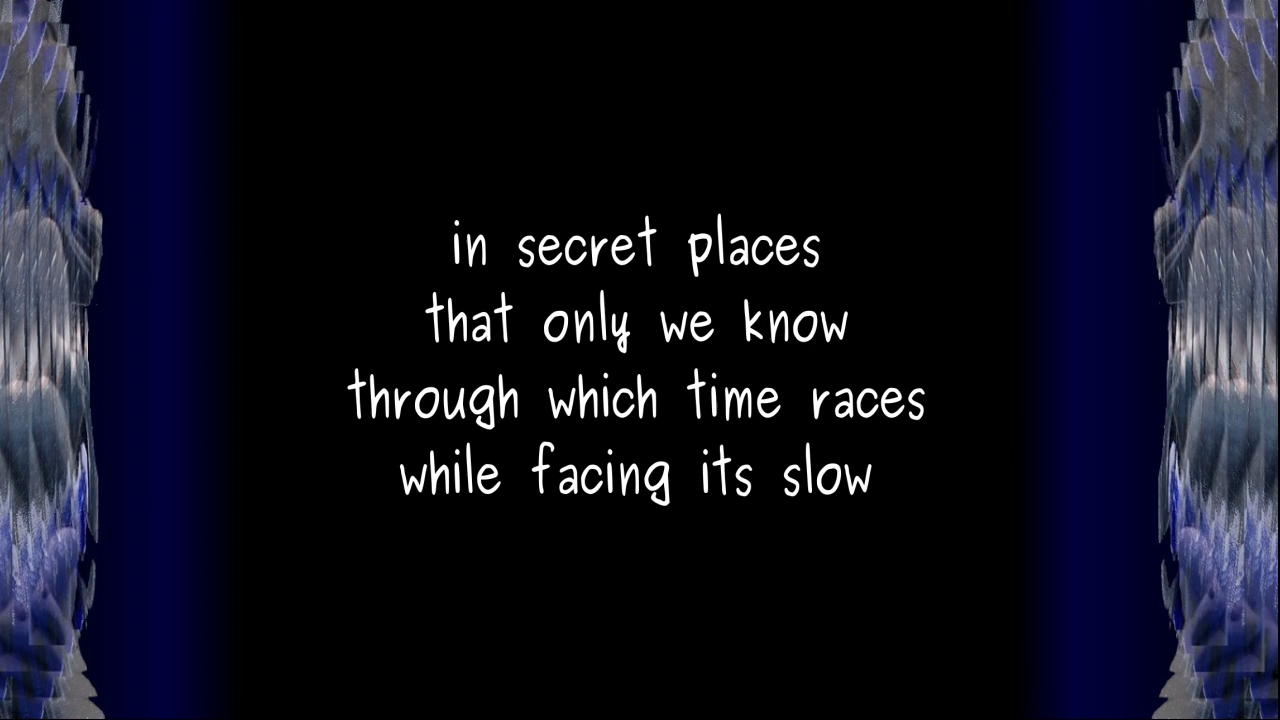 in secret places
that only we know
through which time races
while facing its slow